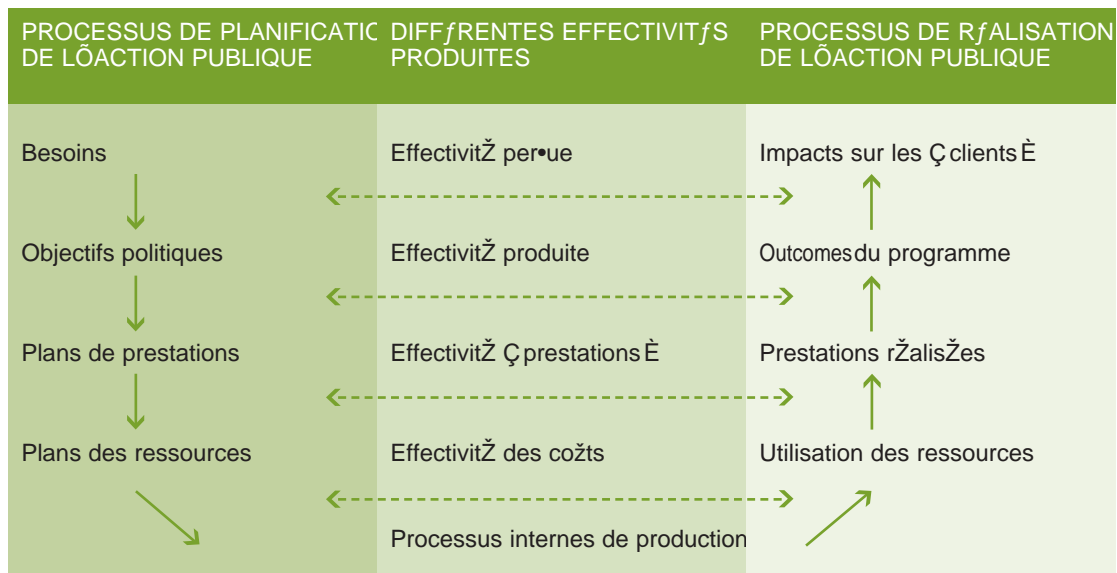 PROCESSUS DE PLANIFICATIC
DE LÕACTION PUBLIQUE
DIFFƒRENTES EFFECTIVITƒS
PRODUITES
PROCESSUS DE RƒALISATION
DE LÕACTION PUBLIQUE
Besoins
EffectivitŽ per•ue
Impacts sur les Ç clients È
Objectifs politiques
EffectivitŽ produite
Outcomes du programme
Plans de prestations
EffectivitŽ Ç prestations È
Prestations rŽalisŽes
Plans des ressources
EffectivitŽ des cožts
Utilisation des ressources
Processus internes de production